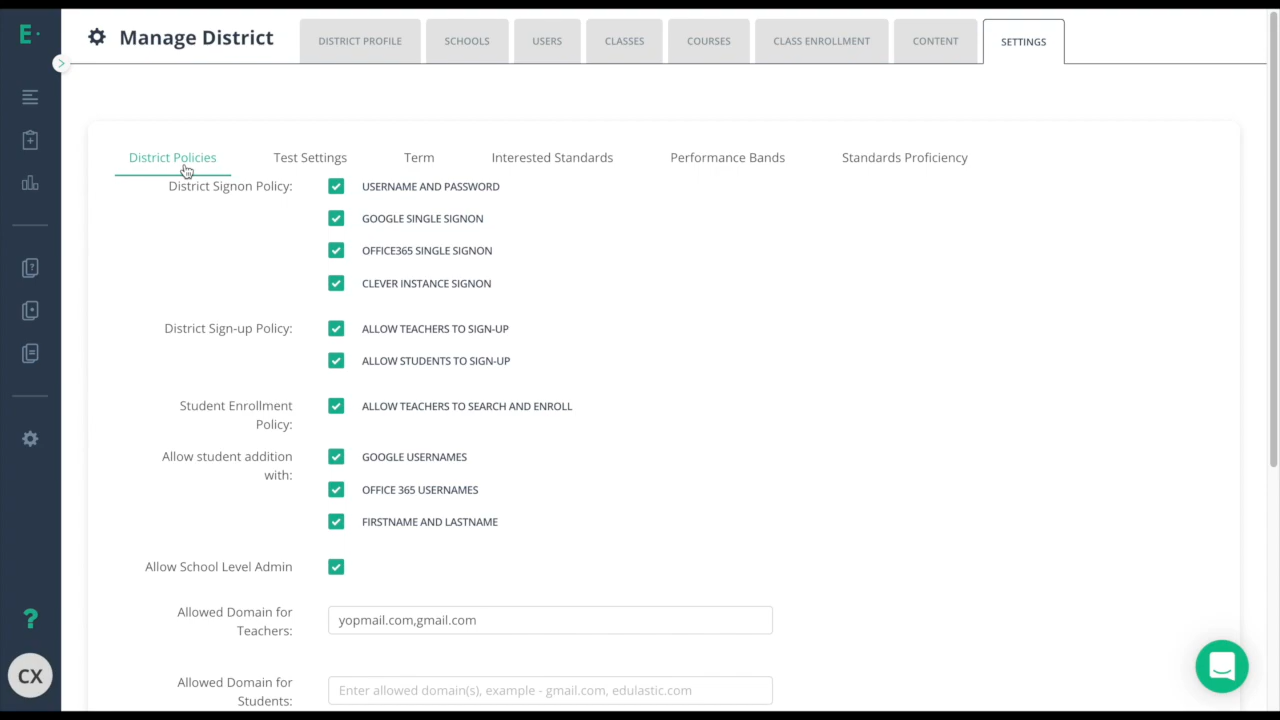 E·
Manage District
DISTRICT PROFILE
SCHOOLS
USERS
CLASSES
COURSES
CLASS ENROLLMENT
CONTENT
SETTINGS
>
District Policies
Test Settings
Term
Interested Standards
Performance Bands
Standards Proficiency
District Signon Policy:
USERNAME AND PASSWORD
GOOGLE SINGLE SIGNON
OFFICE365 SINGLE SIGNON
CLEVER INSTANCE SIGNON
District Sign-up Policy:
ALLOW TEACHERS TO SIGN-UP
ALLOW STUDENTS TO SIGN-UP
Student Enrollment
Policy:
ALLOW TEACHERS TO SEARCH AND ENROLL
Allow student addition
with:
GOOGLE USERNAMES
OFFICE 365 USERNAMES
FIRSTNAME AND LASTNAME
Allow School Level Admin
Allowed Domain for
Teachers:
yopmail.com,gmail.com
Allowed Domain for
Students:
Enter allowed domain(s), example - gmail.com, edulastic.com
?
CX